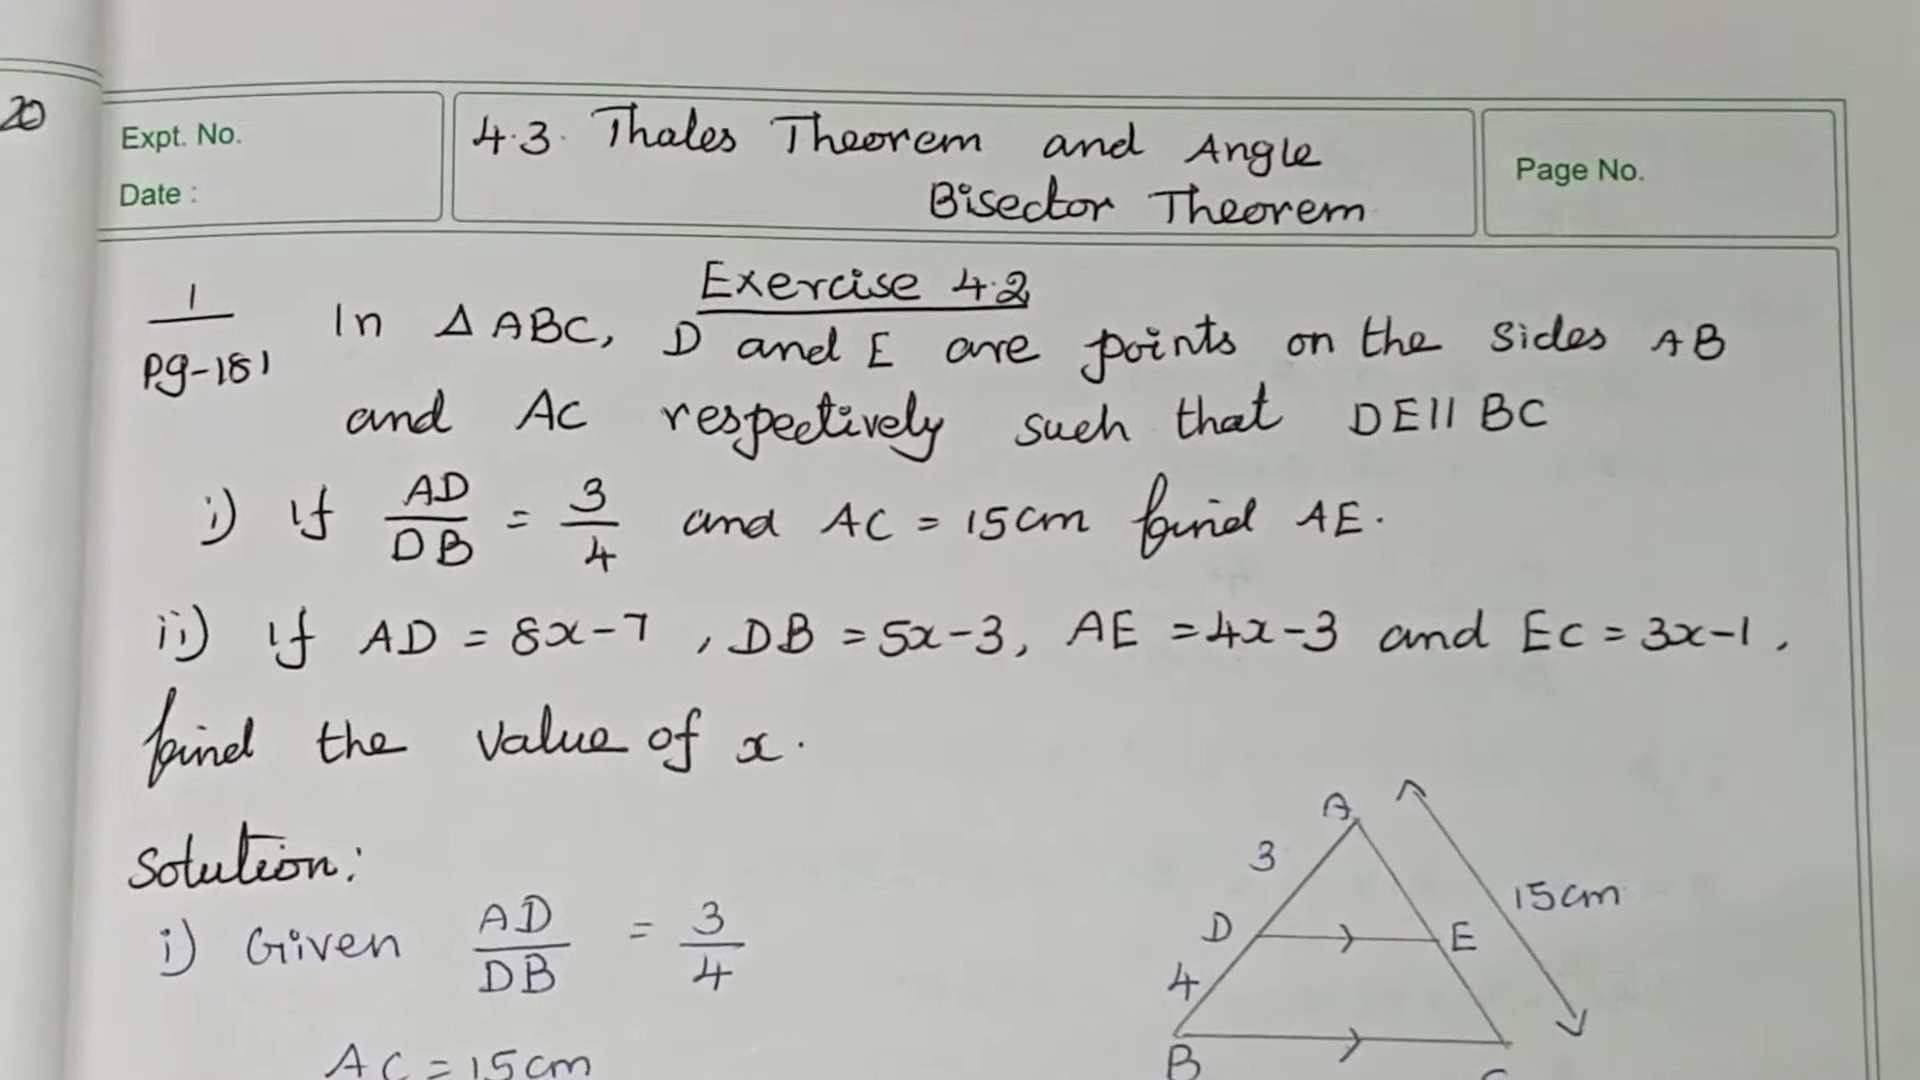 20
Expt. No.
Date :
4.3. Thales Theorem and Angle
Bisector Theorem
Page No.
Exercise 4.2
1
Pg-181
In Δ ABC, D and E are points on the sides AB
and AC respectively such that DE || BC
i) If AD/DB = 3/4 and AC = 15cm find AE.
ii) If AD = 8x-7, DB = 5x-3, AE = 4x-3 and EC = 3x-1,
find the value of x.
Solution:
i) Given AD/DB = 3/4
AC = 15cm
A
3
15cm
D
E
4
B
C